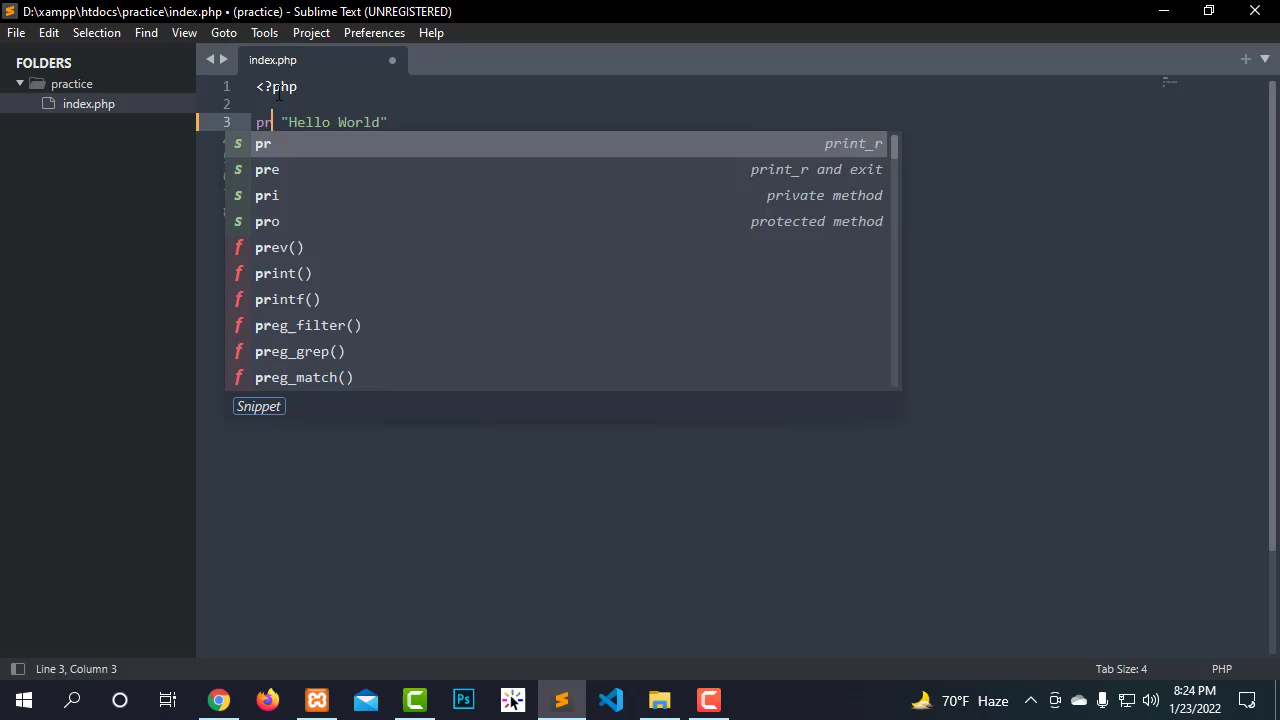 D:\xampp\htdocs\practice\index.php • (practice) - Sublime Text (UNREGISTERED)
File Edit Selection Find View Goto Tools Project Preferences Help
FOLDERS
practice
index.php
index.php
1 <?php
2
3 pr "Hello World"
s pr print_r
s pre print_r and exit
s pri private method
s pro protected method
f prev()
f print()
f printf()
f preg_filter()
f preg_grep()
f preg_match()
Snippet
Line 3, Column 3
Tab Size: 4
PHP
Ps
70°F Haze
8:24 PM
1/23/2022